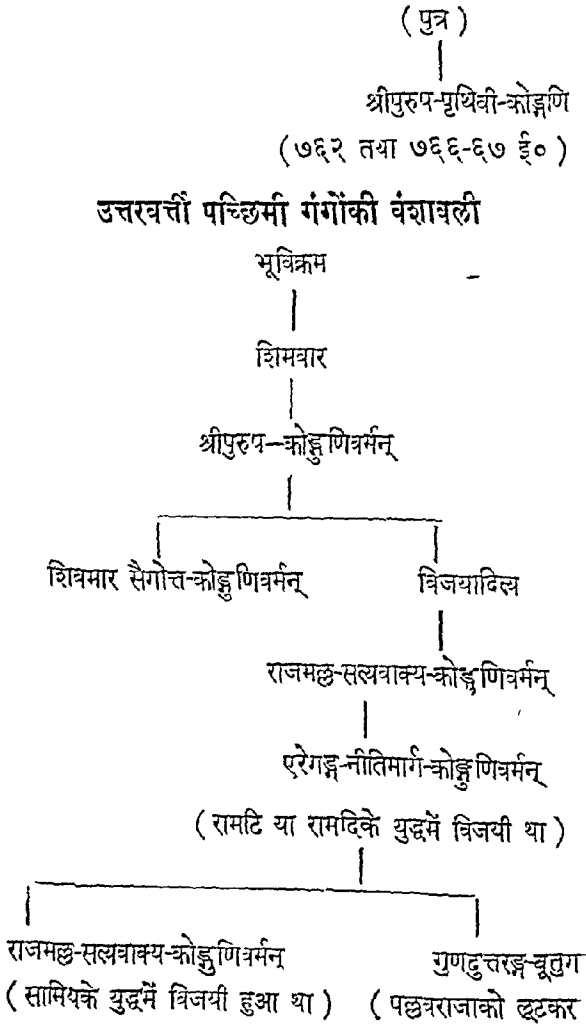 ( पुत्र )
श्रीपुरुष-पृथिवी-कोङ्गणि
( ७६२ तथा ७६६-६७ ई० )
उत्तरवर्त्ती पच्छिमी गंगोंकी वंशावली
भूविक्रम
शिमवार
श्रीपुरुष-कोङ्गुणिवर्मन्
शिवमार सैगोत्त-कोङ्गुणिवर्मन् विजयादित्य
राजमल्ल-सत्यवाक्य-कोङ्गुणिवर्मन्
एरेगङ्ग-नीतिमार्ग-कोङ्गुणिवर्मन्
( रामटि या रामदिके युद्धमें विजयी था )
राजमल्ल-सत्यवाक्य-कोङ्गुणिवर्मन् गुणदुत्तरङ्ग-बूतुग
( सामियके युद्धमें विजयी हुआ था ) ( पल्लवराजाको लूटकर